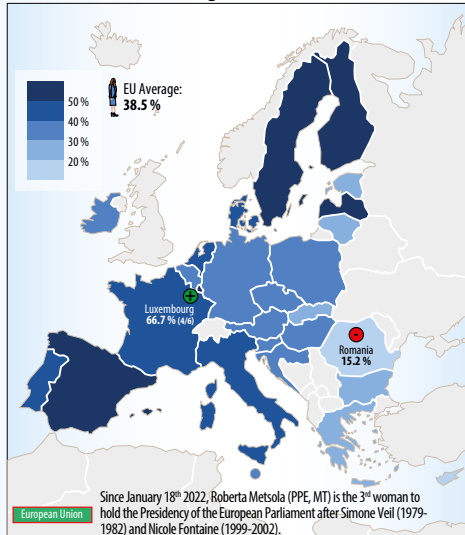 EU Average:
38.5 %
50 %
40 %
30 %
20 %
Luxembourg
66.7 % (4/6)
Romania
15.2 %
European Union
Since January 18th 2022, Roberta Metsola (PPE, MT) is the 3rd woman to
hold the Presidency of the European Parliament after Simone Veil (1979-
1982) and Nicole Fontaine (1999-2002).